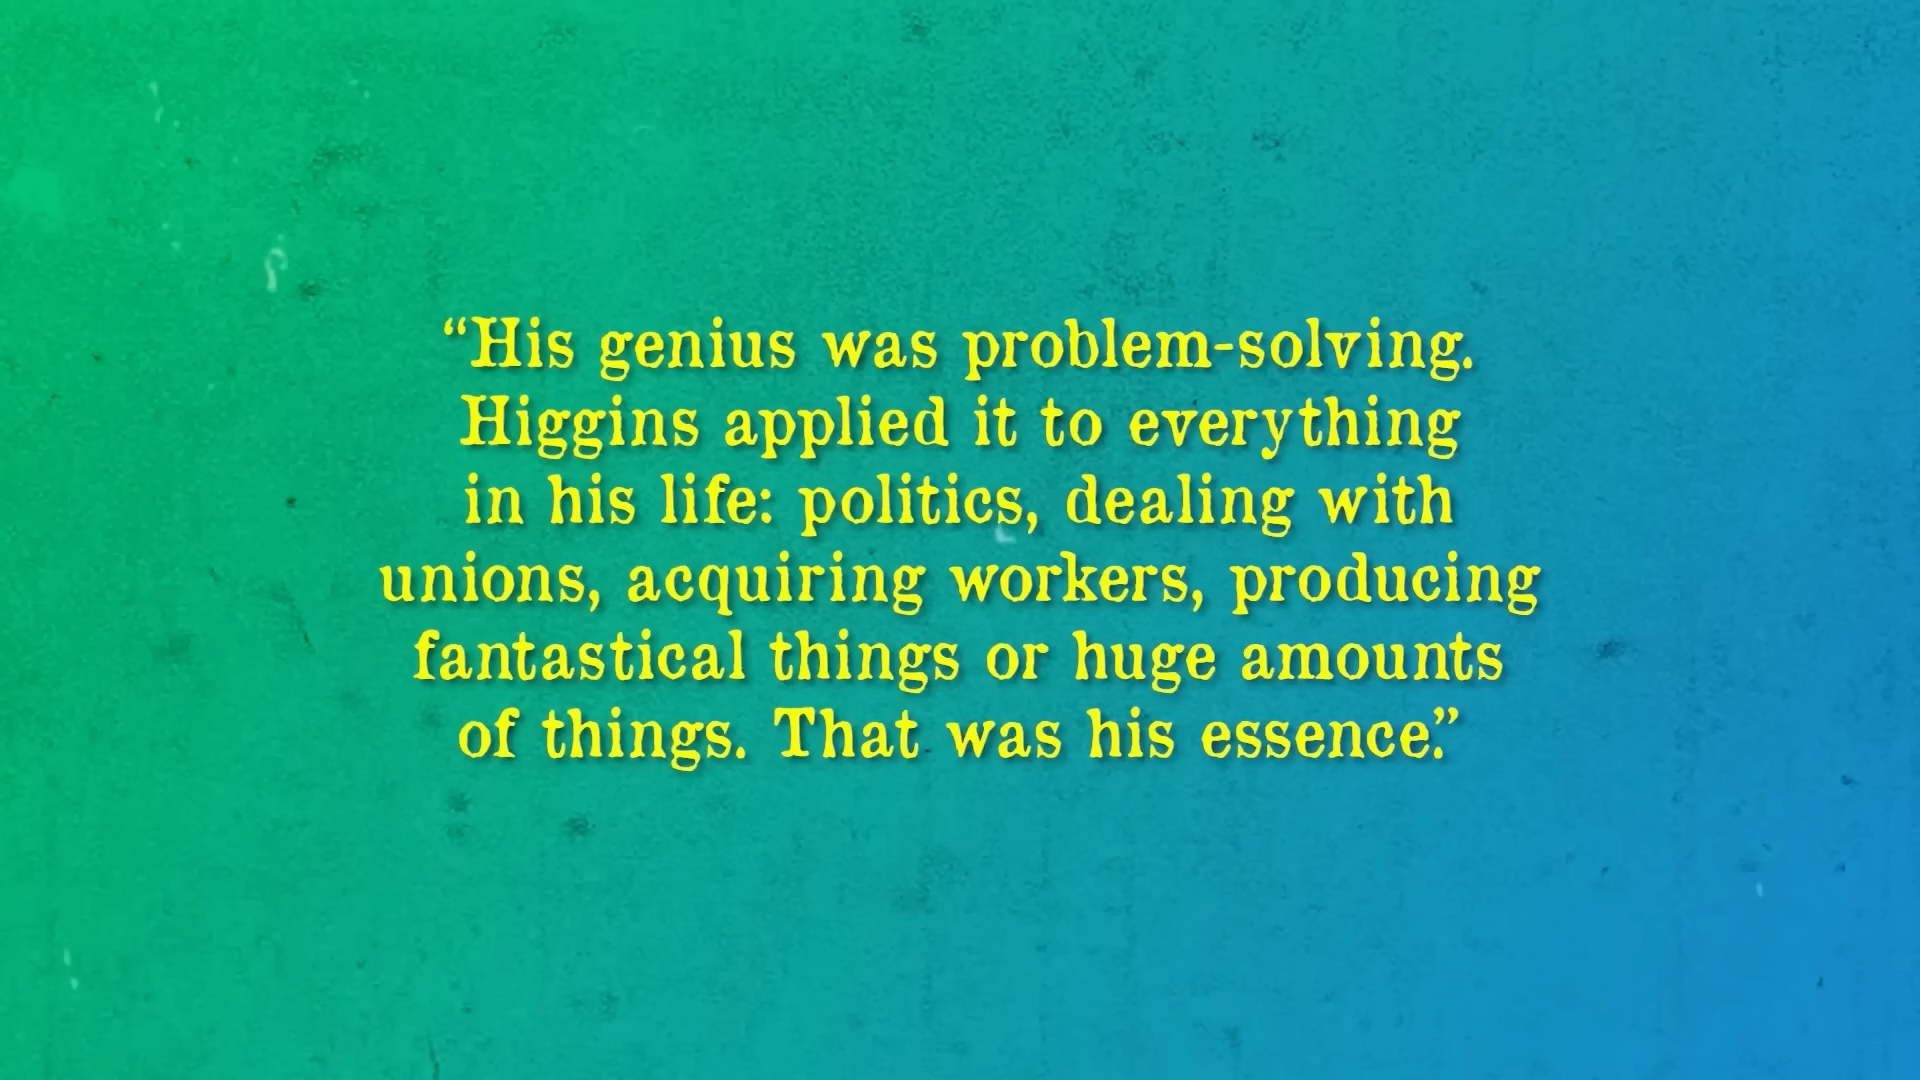 “His genius was problem-solving.
Higgins applied it to everything
in his life: politics, dealing with
unions, acquiring workers, producing
fantastical things or huge amounts
of things. That was his essence.”